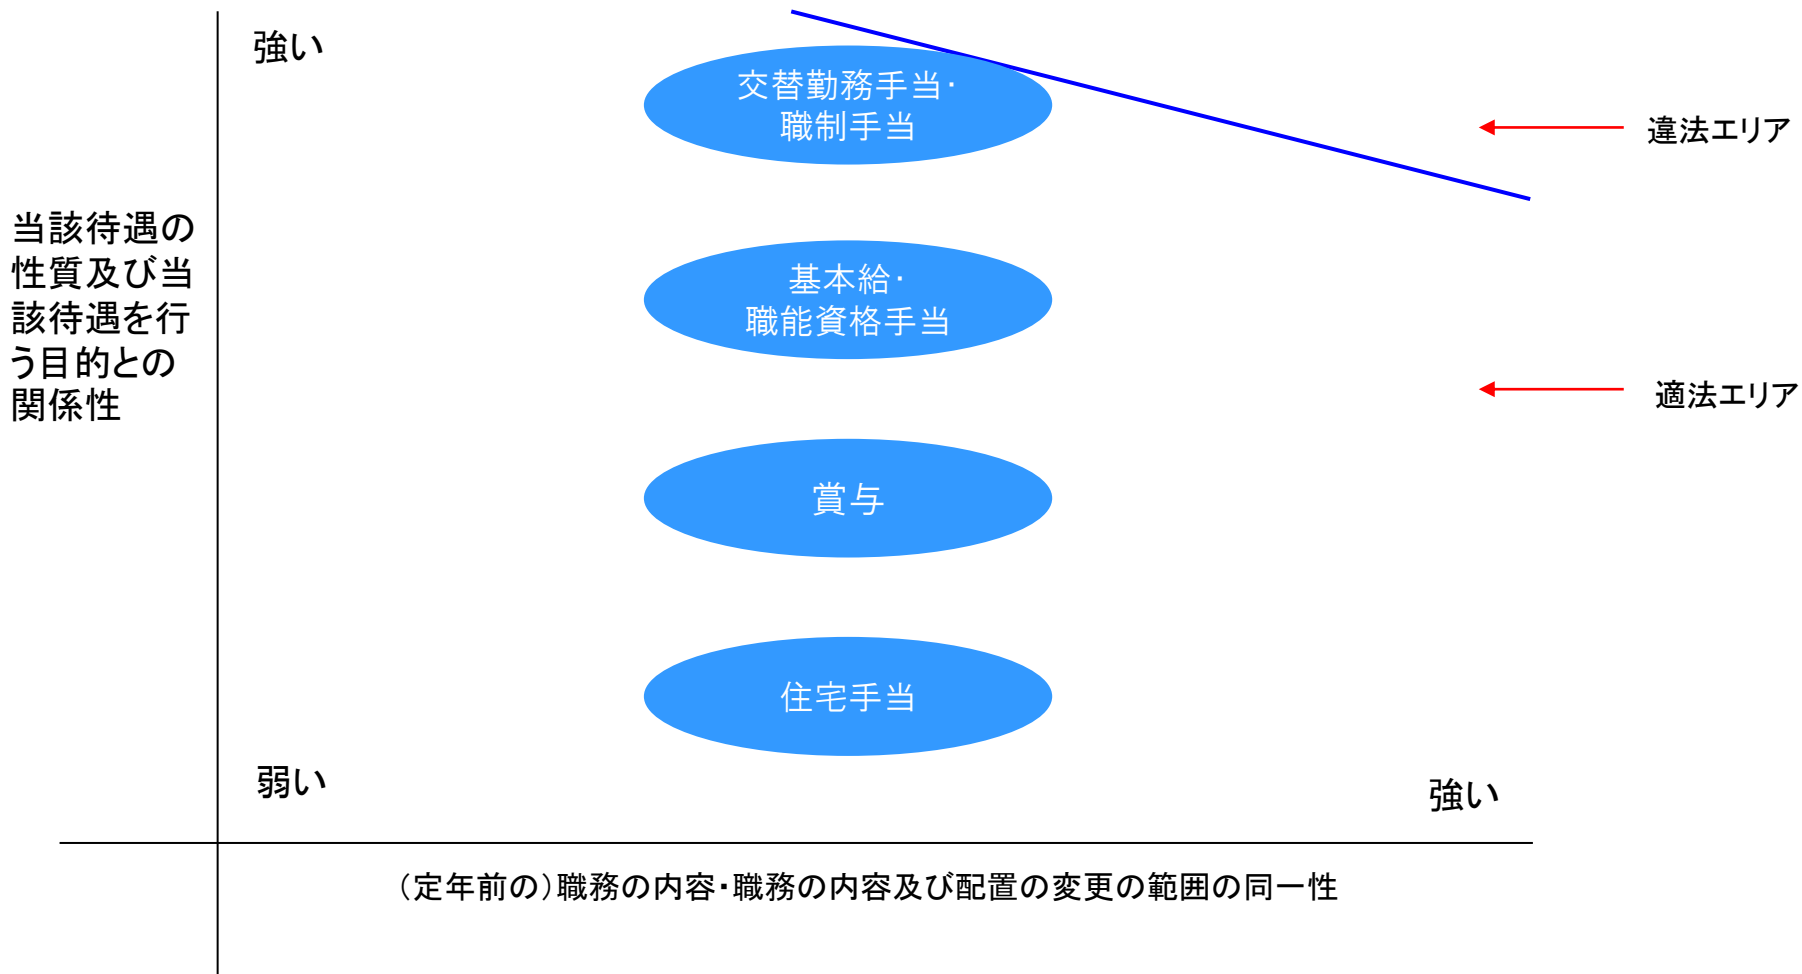 強い
交替勤務手当・
職制手当
違法エリア
当該待遇の
性質及び当
該待遇を行
う目的との
関係性
基本給・
職能資格手当
適法エリア
賞与
住宅手当
弱い
強い
（定年前の）職務の内容・職務の内容及び配置の変更の範囲の同一性